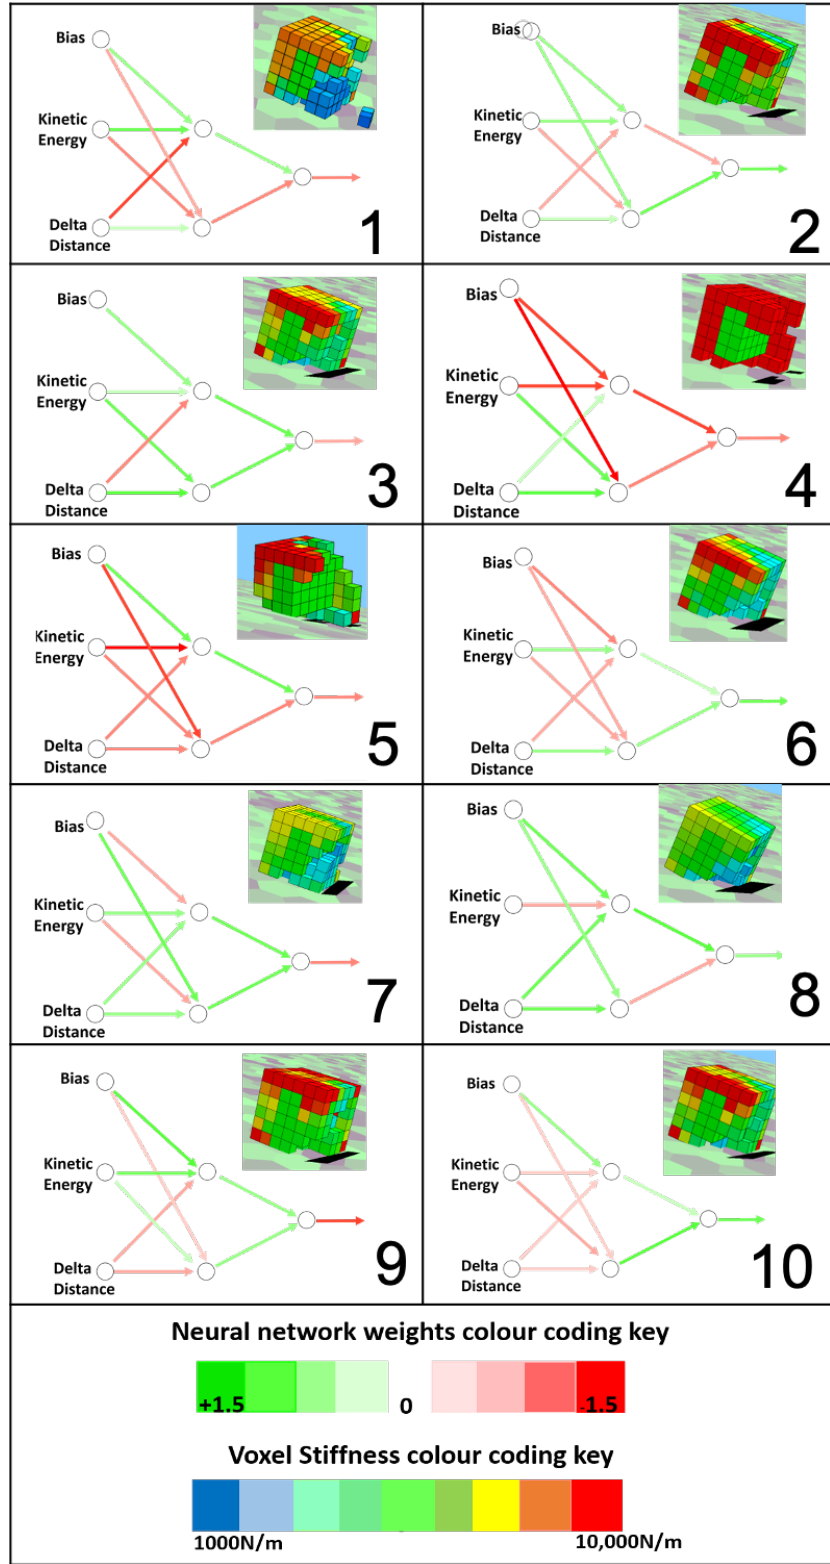 Bias
Kinetic
Energy
Delta
Distance
1
Bias
Kinetic
Energy
Delta
Distance
2
Bias
Kinetic
Energy
Delta
Distance
3
Bias
Kinetic
Energy
Delta
Distance
4
Bias
Kinetic
Energy
Delta
Distance
5
Bias
Kinetic
Energy
Delta
Distance
6
Bias
Kinetic
Energy
Delta
Distance
7
Bias
Kinetic
Energy
Delta
Distance
8
Bias
Kinetic
Energy
Delta
Distance
9
Bias
Kinetic
Energy
Delta
Distance
10
Neural network weights colour coding key
+1.5 0 -1.5
Voxel Stiffness colour coding key
1000N/m 10,000N/m